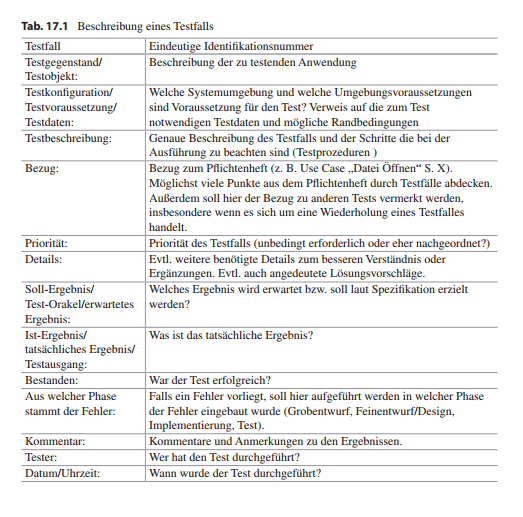 Tab. 17.1 Beschreibung eines Testfalls
Testfall Eindeutige Identifikationsnummer
Testgegenstand/ Beschreibung der zu testenden Anwendung
Testobjekt:
Testkonfiguration/ Welche Systemumgebung und welche Umgebungsvoraussetzungen
Testvoraussetzung/ sind Voraussetzung für den Test? Verweis auf die zum Test
Testdaten: notwendigen Testdaten und mögliche Randbedingungen
Testbeschreibung: Genaue Beschreibung des Testfalls und der Schritte die bei der
Ausführung zu beachten sind (Testprozeduren )
Bezug: Bezug zum Pflichtenheft (z. B. Use Case „Datei Öffnen“ S. X).
Möglichst viele Punkte aus dem Pflichtenheft durch Testfälle abdecken.
Außerdem soll hier der Bezug zu anderen Tests vermerkt werden,
insbesondere wenn es sich um eine Wiederholung eines Testfalles
handelt.
Priorität: Priorität des Testfalls (unbedingt erforderlich oder eher nachgeordnet?)
Details: Evtl. weitere benötigte Details zum besseren Verständnis oder
Ergänzungen. Evtl. auch angedeutete Lösungsvorschläge.
Soll-Ergebnis/ Welches Ergebnis wird erwartet bzw. soll laut Spezifikation erzielt
Test-Orakel/erwartetes werden?
Ergebnis:
Ist-Ergebnis/ Was ist das tatsächliche Ergebnis?
tatsächliches Ergebnis/
Testausgang:
Bestanden: War der Test erfolgreich?
Aus welcher Phase Falls ein Fehler vorliegt, soll hier aufgeführt werden in welcher Phase
stammt der Fehler: der Fehler eingebaut wurde (Grobentwurf, Feinentwurf/Design,
Implementierung, Test).
Kommentar: Kommentare und Anmerkungen zu den Ergebnissen.
Tester: Wer hat den Test durchgeführt?
Datum/Uhrzeit: Wann wurde der Test durchgeführt?